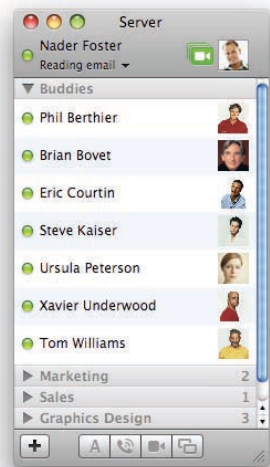 Server
Nader Foster
Reading email
Buddies
Phil Berthier
Brian Bovet
Eric Courtin
Steve Kaiser
Ursula Peterson
Xavier Underwood
Tom Williams
Marketing 2
Sales 1
Graphics Design 3
A